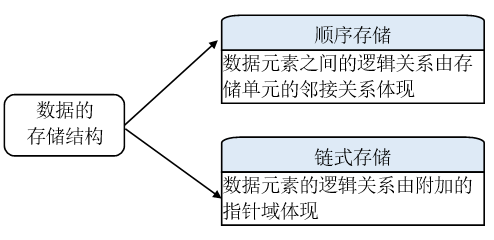 数据的
存储结构
顺序存储
数据元素之间的逻辑关系由存
储单元的邻接关系体现
链式存储
数据元素的逻辑关系由附加的
指针域体现